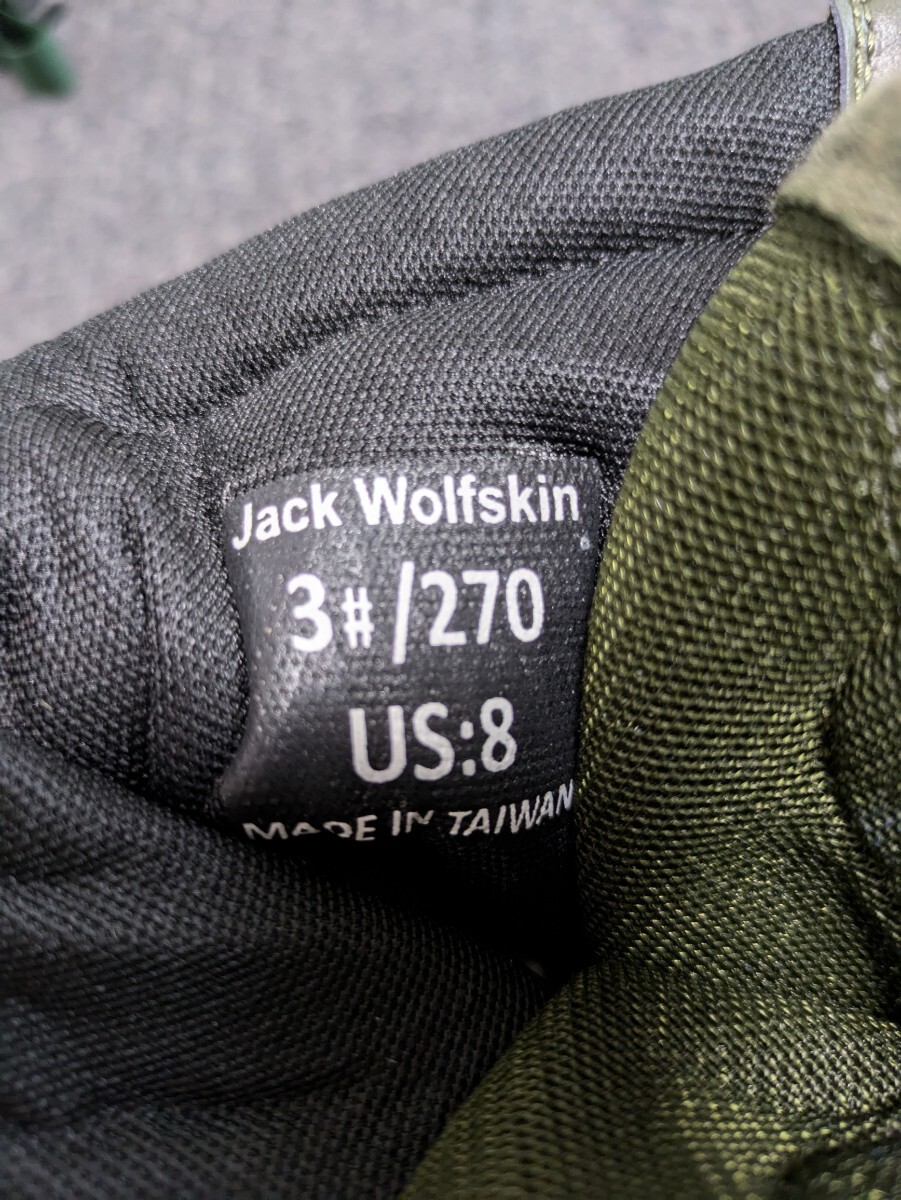 Jack Wolfskin
3#/270
US:8
MADE IN TAIWAN